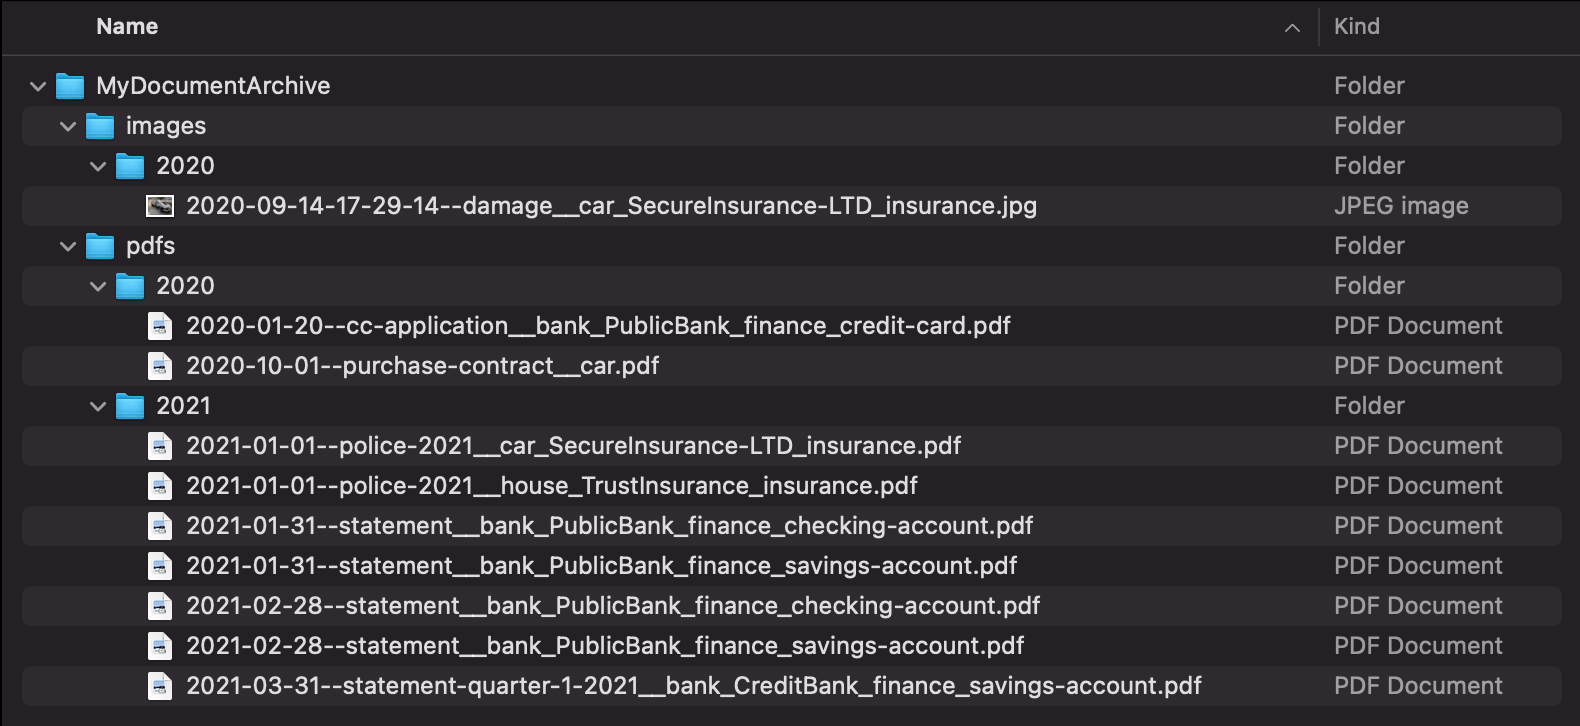 Name Kind
MyDocumentArchive Folder
images Folder
2020 Folder
2020-09-14-17-29-14--damage__car_SecureInsurance-LTD_insurance.jpg JPEG image
pdfs Folder
2020 Folder
2020-01-20--cc-application__bank_PublicBank_finance_credit-card.pdf PDF Document
2020-10-01--purchase-contract__car.pdf PDF Document
2021 Folder
2021-01-01--police-2021__car_SecureInsurance-LTD_insurance.pdf PDF Document
2021-01-01--police-2021__house_TrustInsurance_insurance.pdf PDF Document
2021-01-31--statement__bank_PublicBank_finance_checking-account.pdf PDF Document
2021-01-31--statement__bank_PublicBank_finance_savings-account.pdf PDF Document
2021-02-28--statement__bank_PublicBank_finance_checking-account.pdf PDF Document
2021-02-28--statement__bank_PublicBank_finance_savings-account.pdf PDF Document
2021-03-31--statement-quarter-1-2021__bank_CreditBank_finance_savings-account.pdf PDF Document